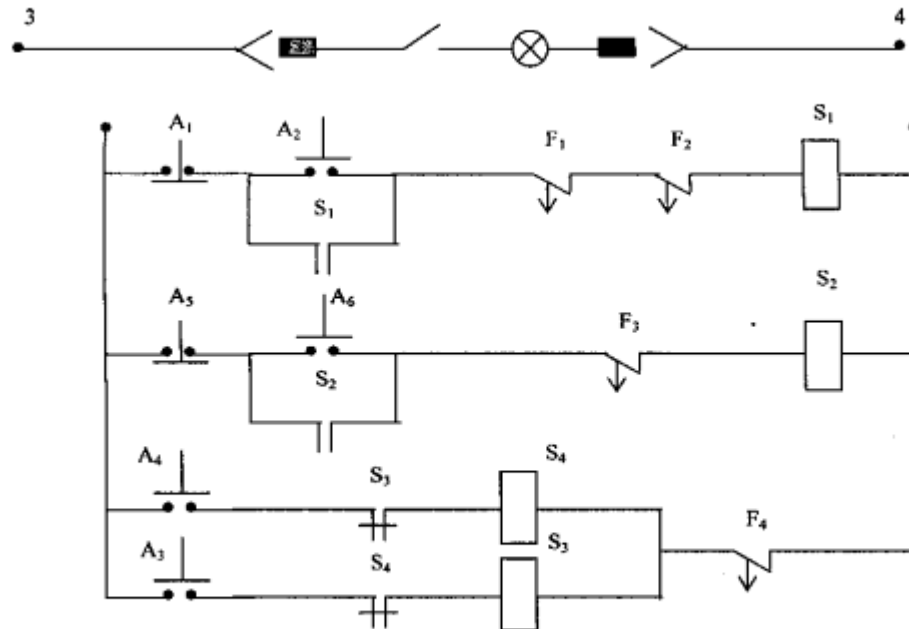 3 4
A₁ A₂ F₁ F₂ S₁
S₁
A₅ A₆ F₃ S₂
S₂
A₄ S₃ S₄ F₄
A₃ S₄ S₃